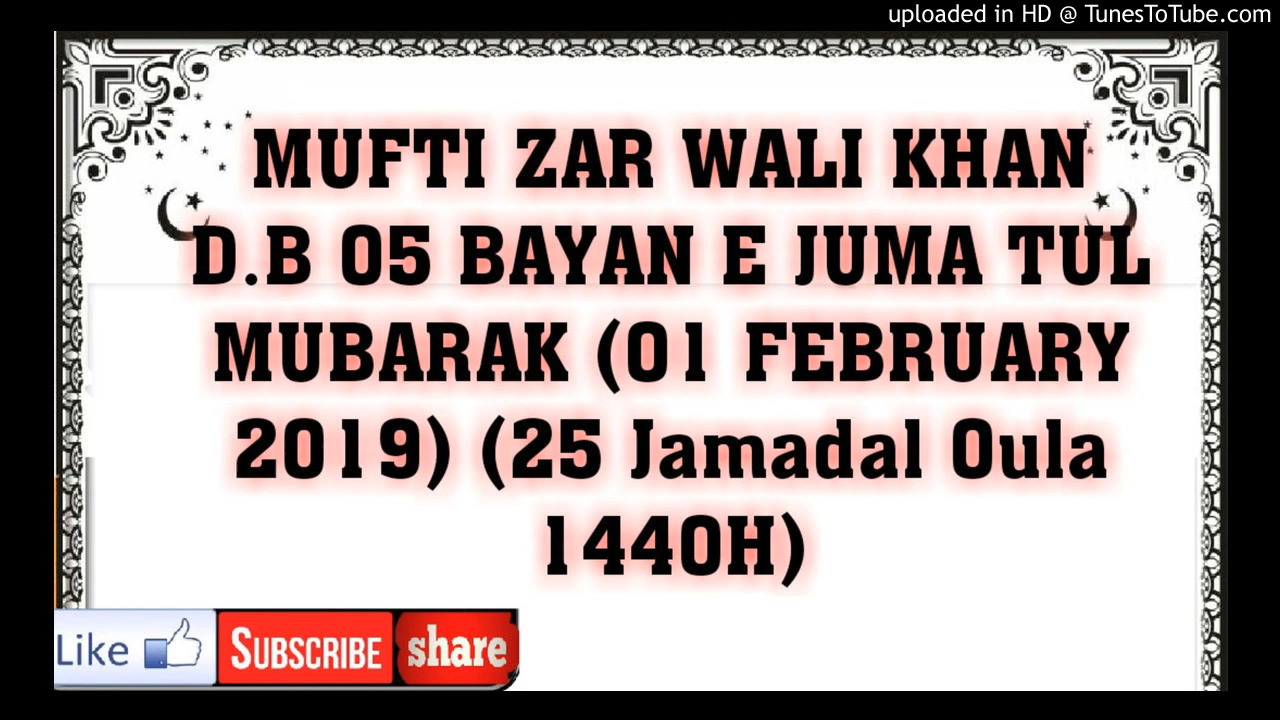 uploaded in HD @ TunesToTube.com
MUFTI ZAR WALI KHAN
D.B 05 BAYAN E JUMA TUL
MUBARAK (01 FEBRUARY
2019) (25 Jamadal Oula
1440H)
Like SUBSCRIBE share